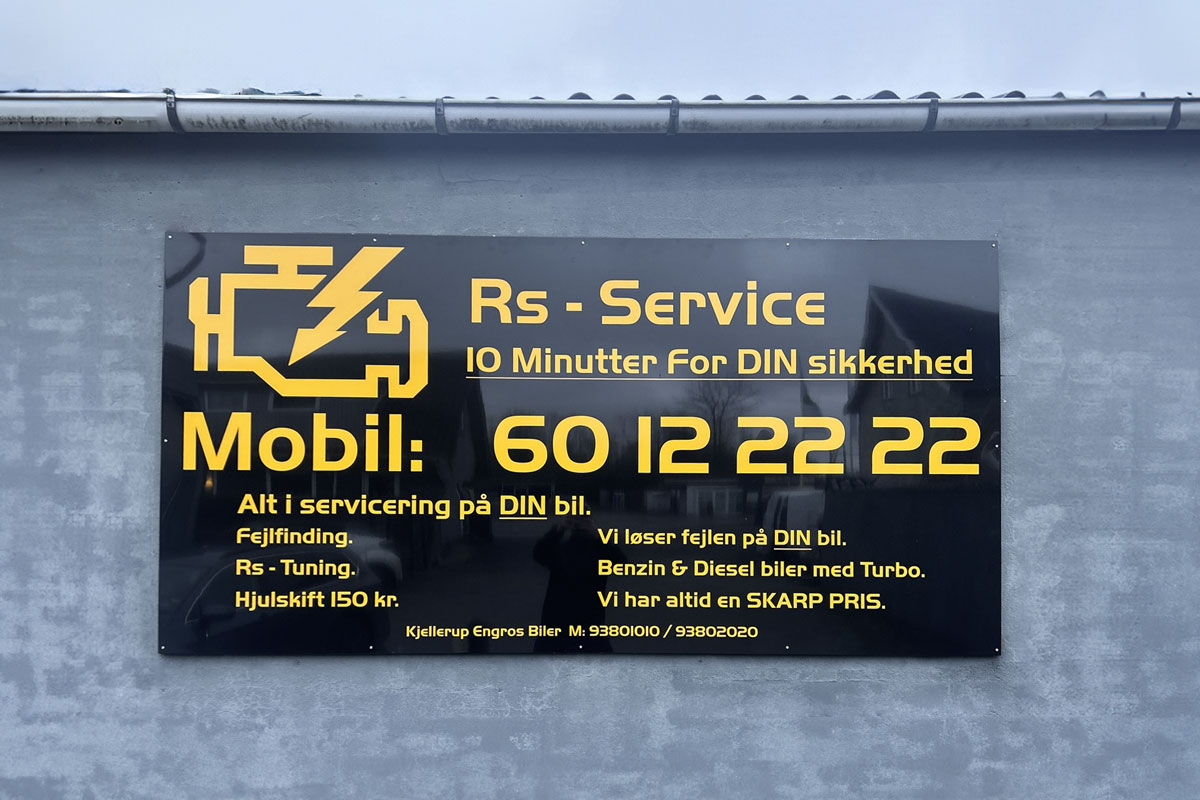 Rs - Service
10 Minutter For DIN sikkerhed
Mobil: 60 12 22 22
Alt i servicering på DIN bil.
Fejlfinding.
Rs - Tuning.
Hjulskift 150 kr.
Vi løser fejlen på DIN bil.
Benzin & Diesel biler med Turbo.
Vi har altid en SKARP PRIS.
Kjellerup Engros Biler M: 93801010 / 93802020